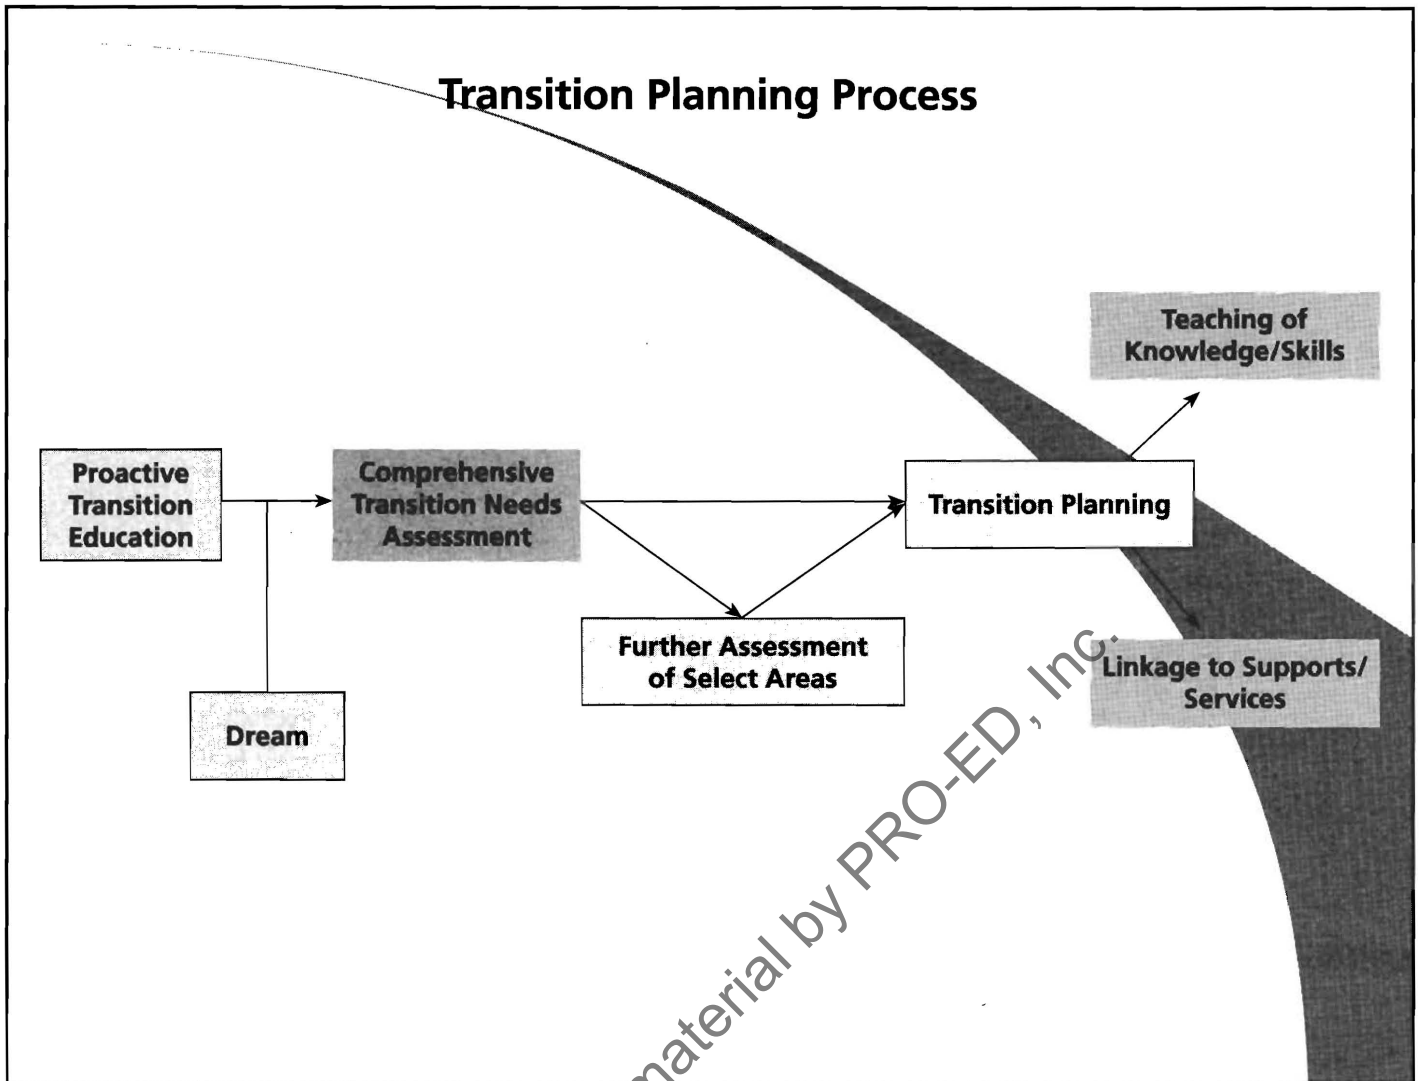 Transition Planning Process
Teaching of
Knowledge/Skills
Proactive
Transition
Education
Comprehensive
Transition Needs
Assessment
Transition Planning
Further Assessment
of Select Areas
Linkage to Supports/
Services
Dream
material by PRO-ED, Inc.